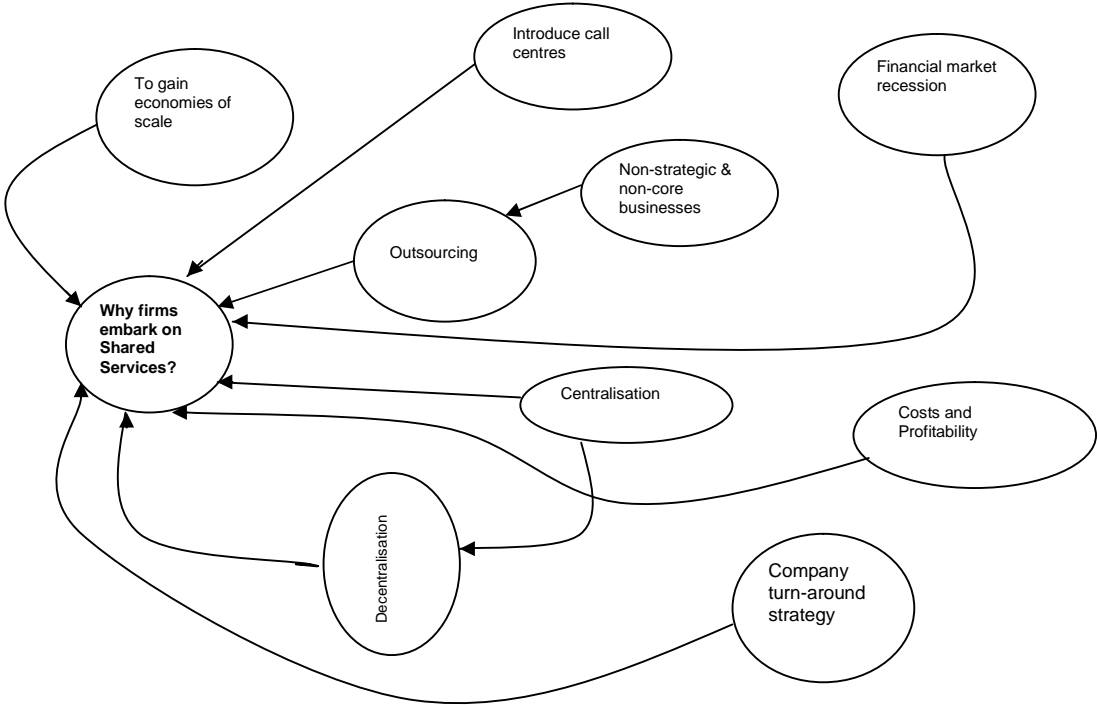 Introduce call
centres
To gain
economies of
scale
Financial market
recession
Non-strategic &
non-core
businesses
Outsourcing
Why firms
embark on
Shared
Services?
Centralisation
Costs and
Profitability
Decentralisation
Company
turn-around
strategy